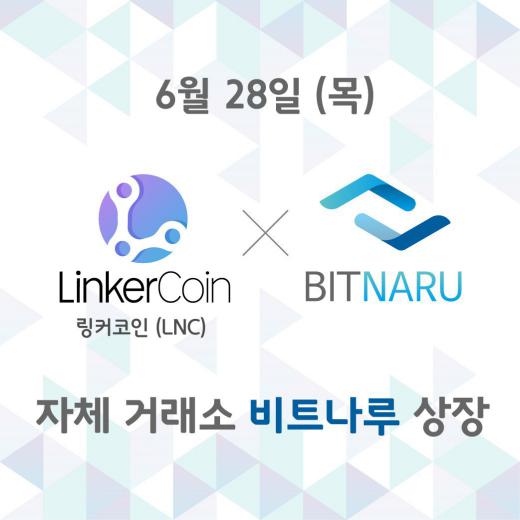 6월 28일 (목)
LinkerCoin
링커코인 (LNC)
BITNARU
자체 거래소 비트나루 상장